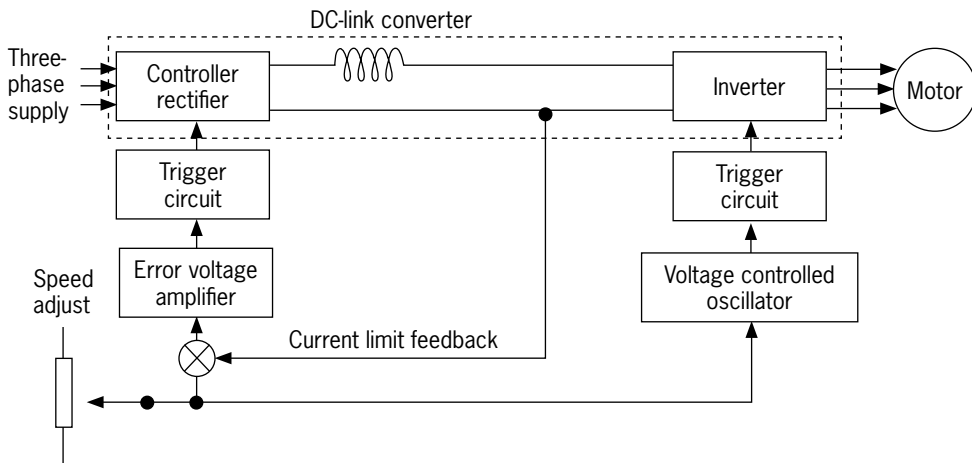 DC-link converter
Three-
phase
supply
Controller
rectifier
Inverter
Motor
Trigger
circuit
Trigger
circuit
Speed
adjust
Error voltage
amplifier
Voltage controlled
oscillator
Current limit feedback